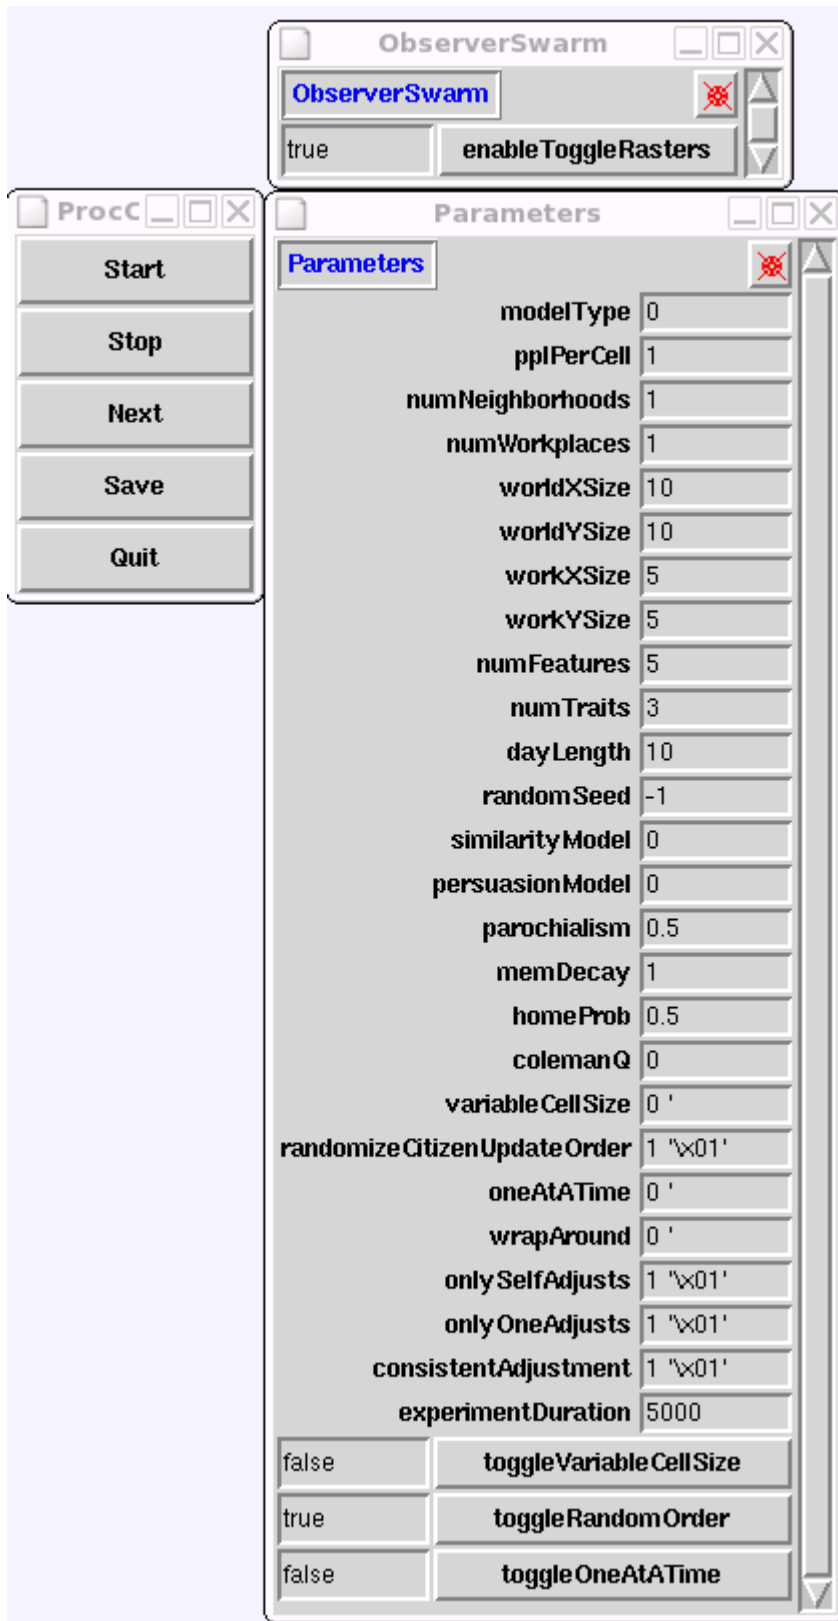 ObserverSwarm
ObserverSwarm
true enableToggleRasters
ProcC
Start
Stop
Next
Save
Quit
Parameters
Parameters
modelType 0
pplPerCell 1
numNeighborhoods 1
numWorkplaces 1
worldXSize 10
worldYSize 10
workXSize 5
workYSize 5
numFeatures 5
numTraits 3
dayLength 10
randomSeed -1
similarityModel 0
persuasionModel 0
parochialism 0.5
memDecay 1
homeProb 0.5
colemanQ 0
variableCellSize 0 '
randomizeCitizenUpdateOrder 1 "\x01'
oneAtATime 0 '
wrapAround 0 '
onlySelfAdjusts 1 "\x01'
onlyOneAdjusts 1 "\x01'
consistentAdjustment 1 "\x01'
experimentDuration 5000
false toggleVariableCellSize
true toggleRandomOrder
false toggleOneAtATime